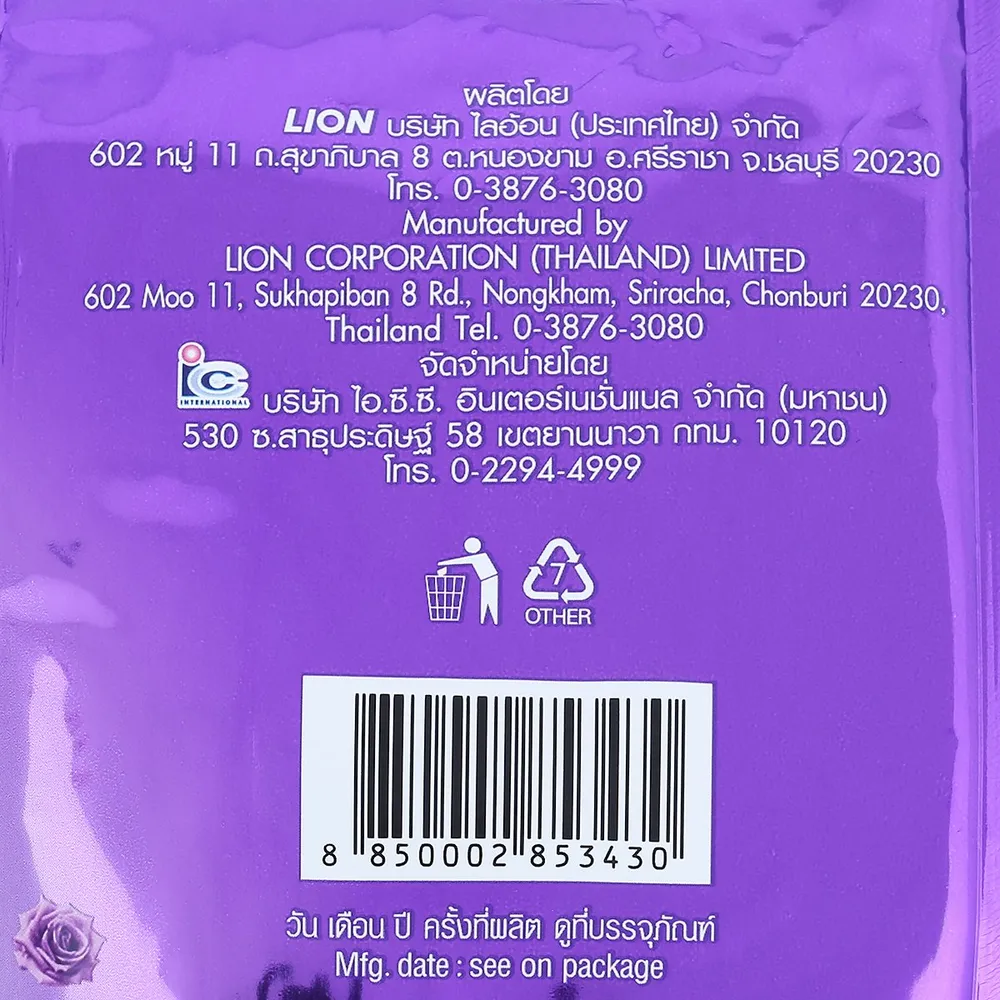 ผลิตโดย
LION บริษัท ไลอ้อน (ประเทศไทย) จำกัด
602 หมู่ 11 ถ.สุขาภิบาล 8 ต.หนองขาม อ.ศรีราชา จ.ชลบุรี 20230
โทร. 0-3876-3080
Manufactured by
LION CORPORATION (THAILAND) LIMITED
602 Moo 11, Sukhapiban 8 Rd., Nongkham, Sriracha, Chonburi 20230,
Thailand Tel. 0-3876-3080
จัดจำหน่ายโดย
icc INTERNATIONAL บริษัท ไอ.ซี.ซี. อินเตอร์เนชั่นแนล จำกัด (มหาชน)
530 ซ.สาธุประดิษฐ์ 58 เขตยานนาวา กทม. 10120
โทร. 0-2294-4999
7
OTHER
8 850002 853430
วัน เดือน ปี ครั้งที่ผลิต ดูที่บรรจุภัณฑ์
Mfg. date : see on package